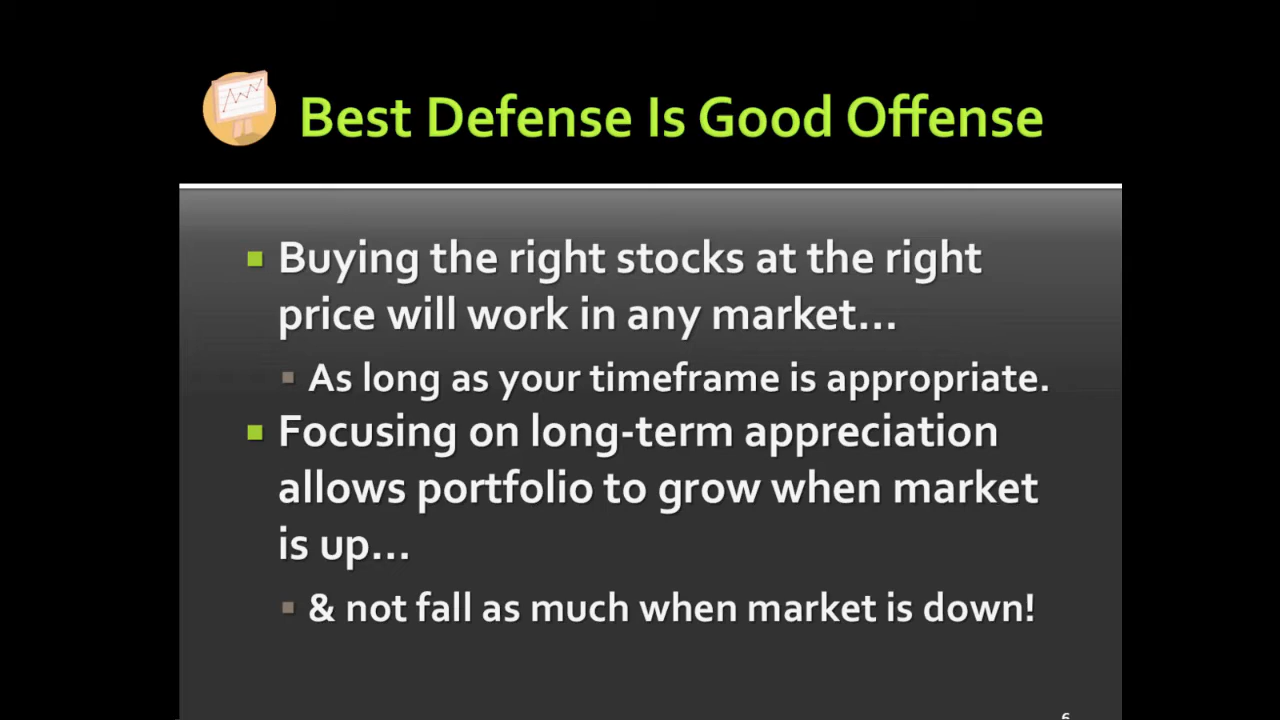 Best Defense Is Good Offense
Buying the right stocks at the right
price will work in any market...
As long as your timeframe is appropriate.
Focusing on long-term appreciation
allows portfolio to grow when market
is up...
& not fall as much when market is down!